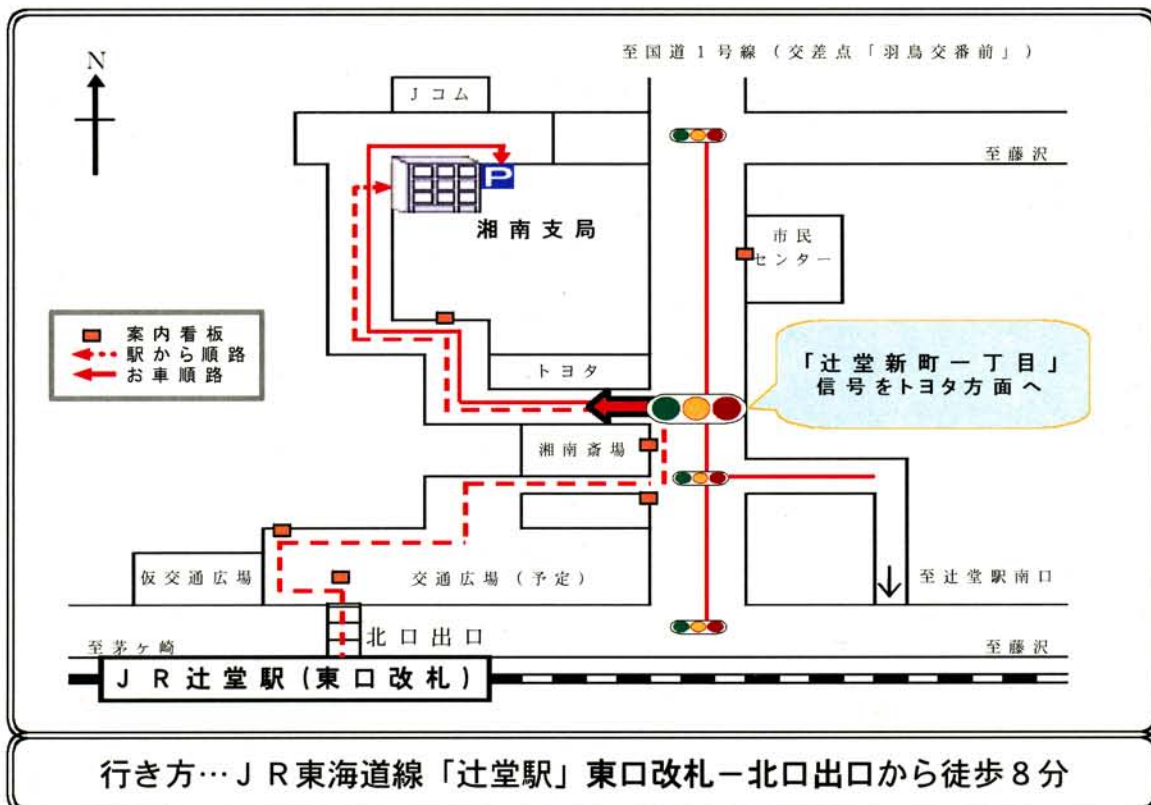 至国道1号線(交差点「羽鳥交番前」)
N
Jコム
至藤沢
P
湘南支局
市民
センター
案内看板
駅から順路
お車順路
トヨタ
「辻堂新町一丁目」
信号をトヨタ方面へ
湘南斎場
仮交通広場
交通広場(予定)
至辻堂駅南口
北口出口
至茅ヶ崎
至藤沢
JR辻堂駅(東口改札)
行き方…JR東海道線「辻堂駅」東口改札−北口出口から徒歩8分